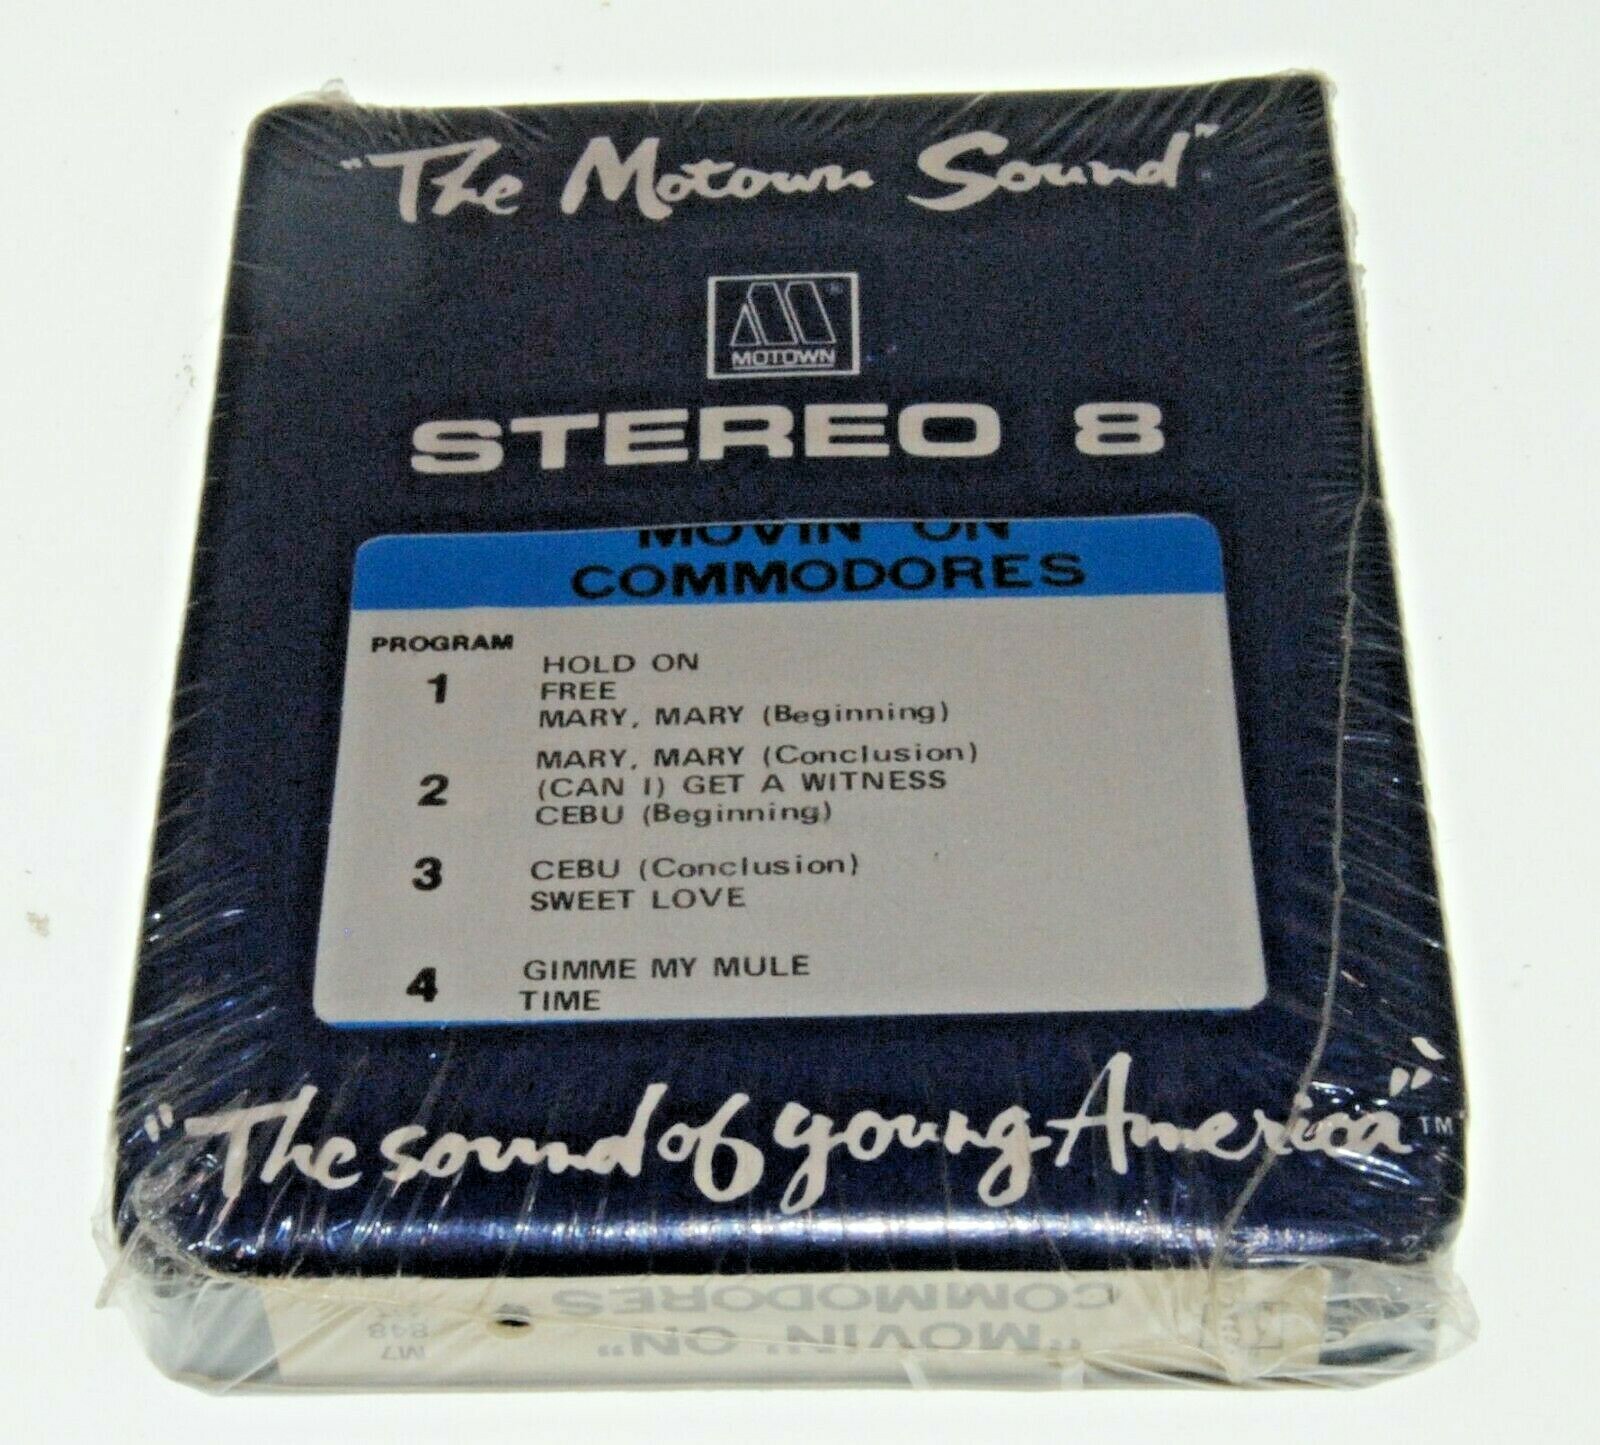 "The Motown Sound"
®
MOTOWN
STEREO 8
"MOVIN' ON"
COMMODORES
PROGRAM
1
HOLD ON
FREE
MARY, MARY (Beginning)
2
MARY, MARY (Conclusion)
(CAN I) GET A WITNESS
CEBU (Beginning)
3
CEBU (Conclusion)
SWEET LOVE
4
GIMME MY MULE
TIME
"The sound of young America"™
"MOVIN' ON"
COMMODORES
M7
848